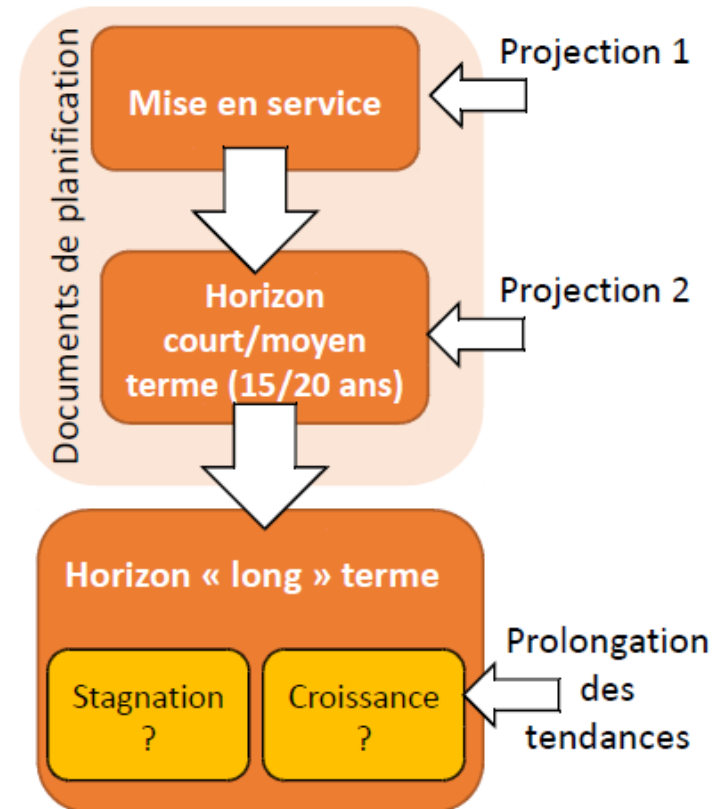 Documents de planification
Mise en service
Projection 1
Horizon
court/moyen
terme (15/20 ans)
Projection 2
Horizon « long » terme
Stagnation
?
Croissance
?
Prolongation
des
tendances